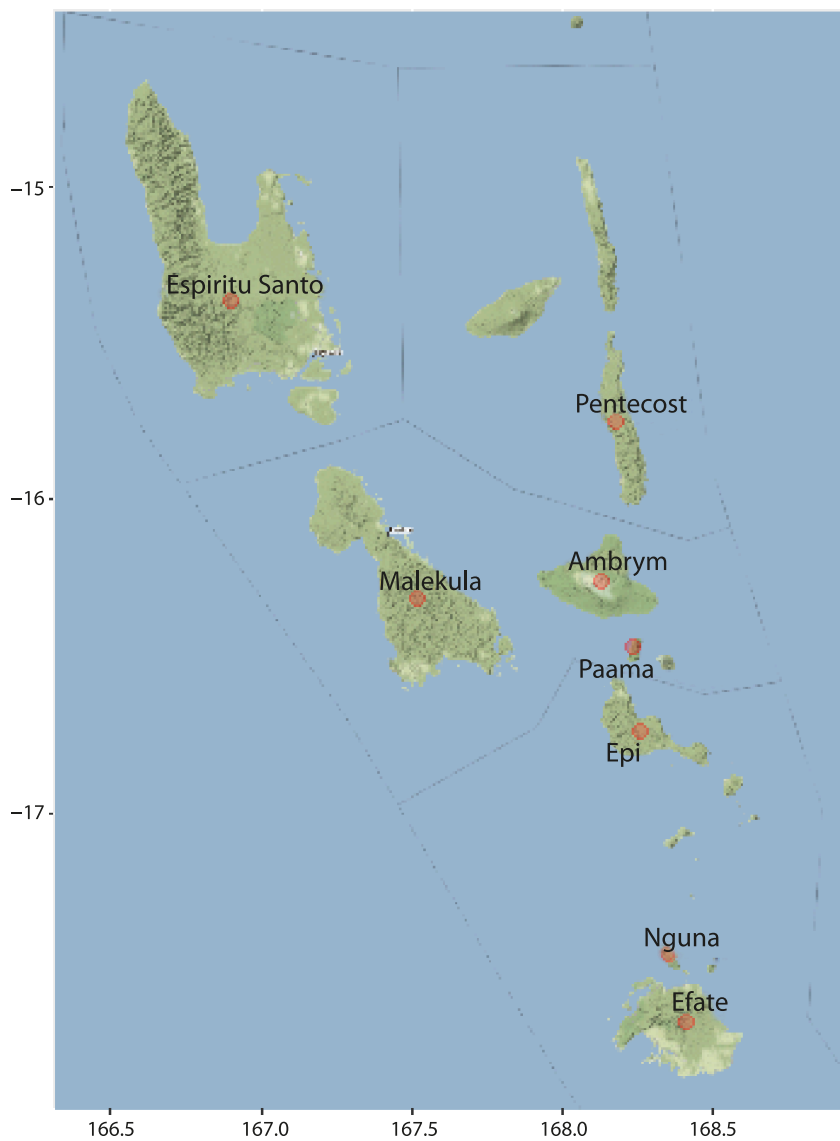 −15
Espiritu Santo
Pentecost
−16
Ambrym
Malekula
Paama
Epi
−17
Nguna
Efate
166.5 167.0 167.5 168.0 168.5